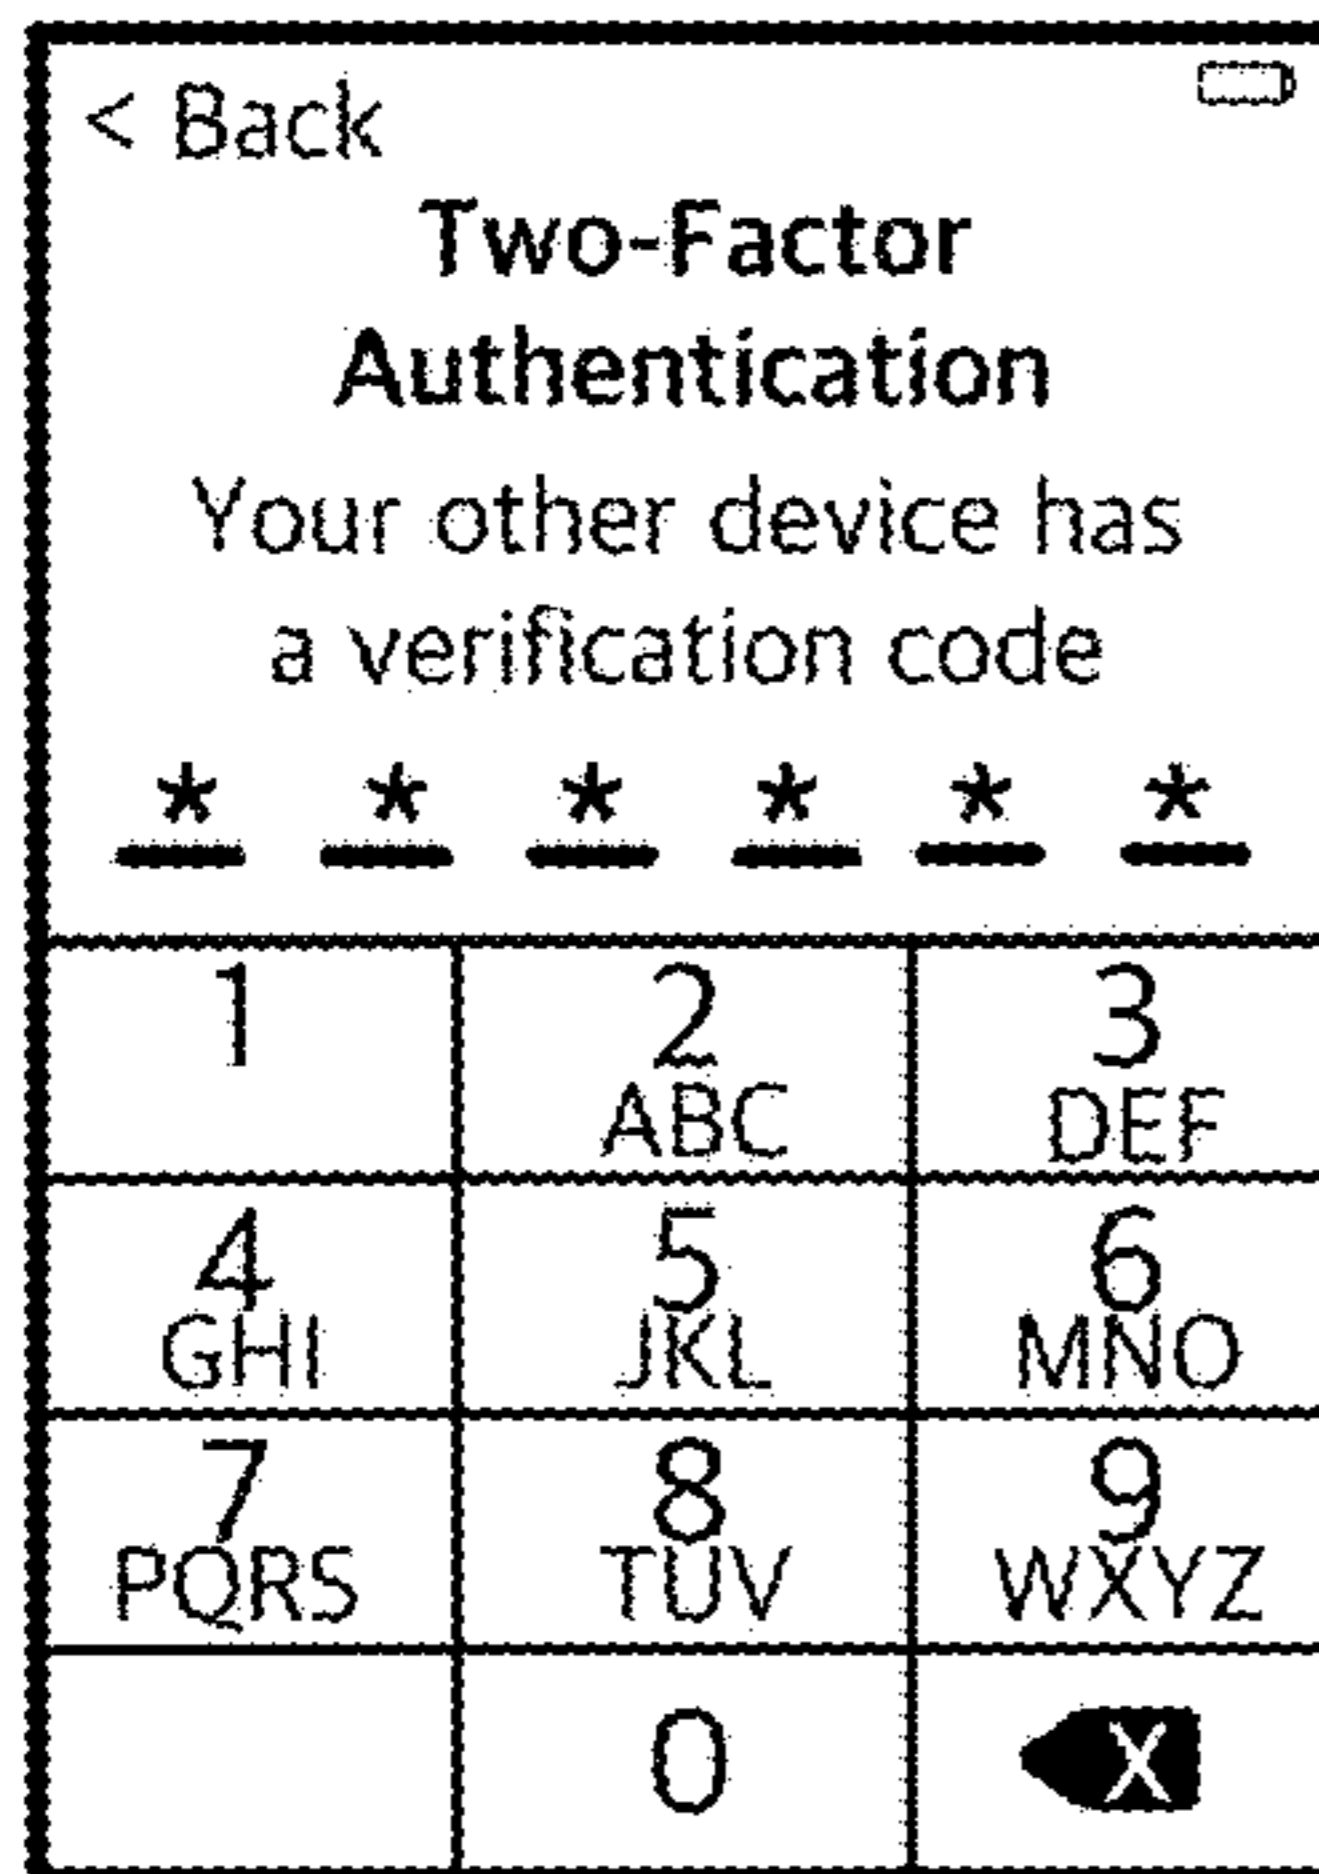 < Back
Two-Factor
Authentication
Your other device has
a verification code
* * * * * *
1 2 3
ABC DEF
4 5 6
GHI JKL MNO
7 8 9
PQRS TUV WXYZ
0 X